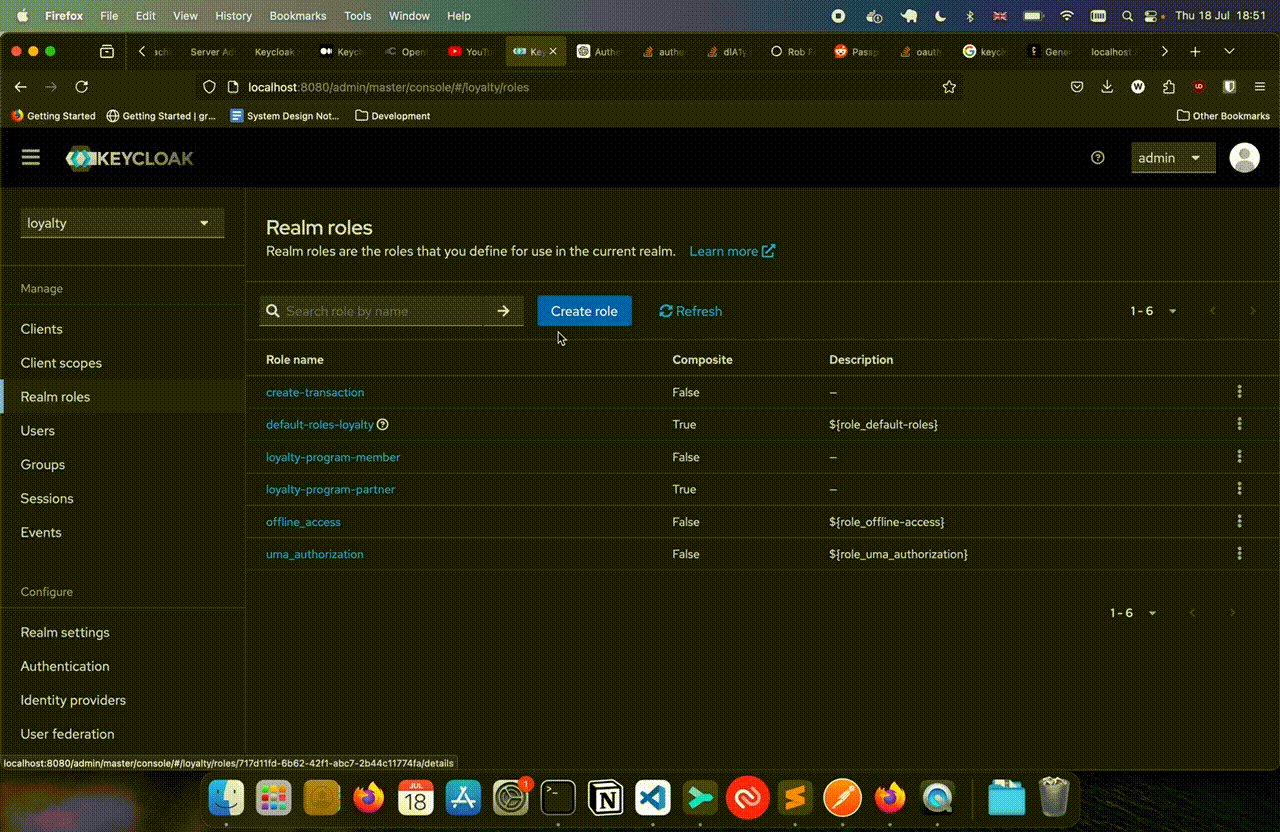 Firefox File Edit View History Bookmarks Tools Window Help Thu 18 Jul 18:51
Server Ad Keycloak Keycl Open YouTu Key Auth authe dIA1y Rob F Passp oauth keycl Gene localhost
localhost:8080/admin/master/console/#/loyalty/roles
Getting Started Getting Started | gr... System Design Not... Development Other Bookmarks
KEYCLOAK admin
loyalty
Realm roles
Realm roles are the roles that you define for use in the current realm. Learn more
Manage
Search role by name Create role Refresh 1 - 6
Clients
Role name Composite Description
Client scopes
create-transaction False –
Realm roles
default-roles-loyalty True ${role_default-roles}
Users
loyalty-program-member False –
Groups
loyalty-program-partner True –
Sessions
offline_access False ${role_offline-access}
Events
uma_authorization False ${role_uma_authorization}
Configure
1 - 6
Realm settings
Authentication
Identity providers
User federation
localhost:8080/admin/master/console/#/loyalty/roles/717d11fd-6b62-42f1-abc7-2b44c11774fa/details
JUL
18
1